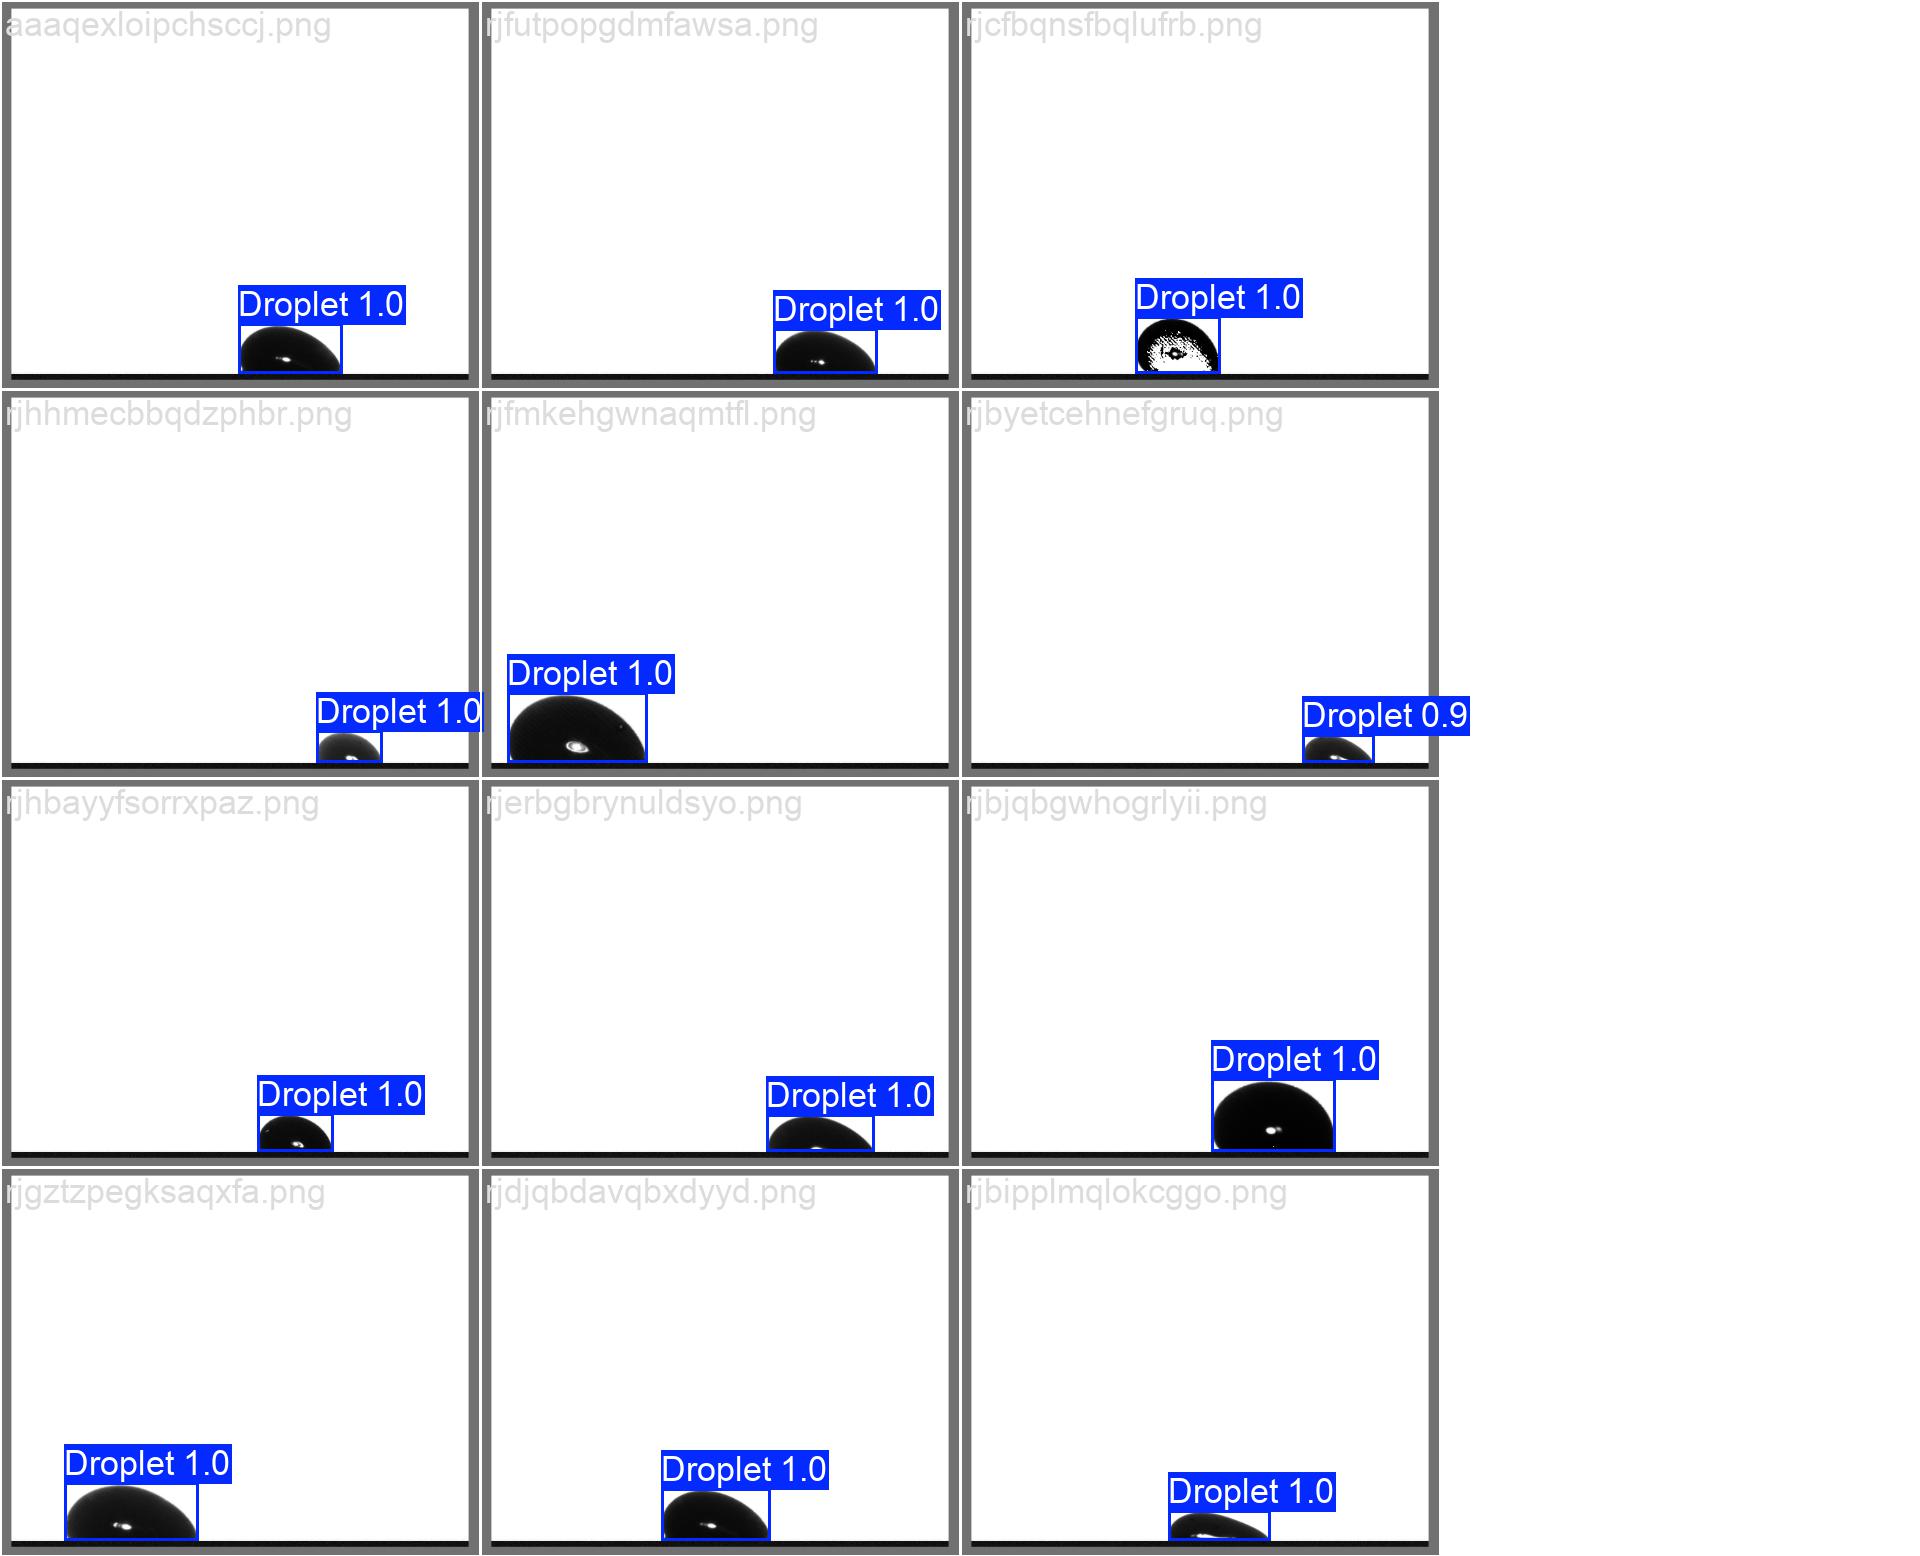 aaaqexloipchsccj.png
rjfutpopgdmfawsa.png
rjcfbqnsfbqlufrb.png
Droplet 1.0
Droplet 1.0
Droplet 1.0
rjhhmecbbqdzphbr.png
rjfmkehgwnaqmtfl.png
rjbyetcehnefgruq.png
Droplet 1.0
Droplet 1.0
Droplet 0.9
rjhbayyfsorrxpaz.png
rjerbgbrynuldsyo.png
rjbjqbgwhogrlyii.png
Droplet 1.0
Droplet 1.0
Droplet 1.0
rjgztzpegksaqxfa.png
rjdjqbdavqbxdyyd.png
rjbipplmqlokcggo.png
Droplet 1.0
Droplet 1.0
Droplet 1.0